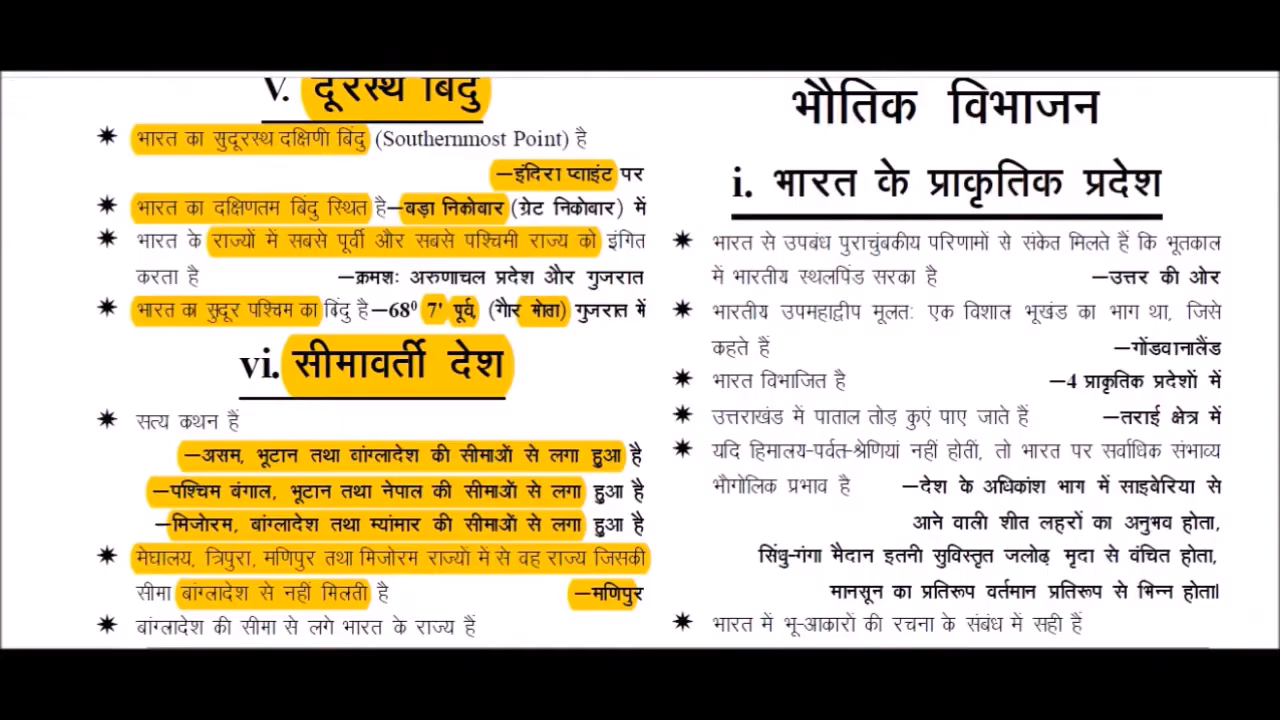 v. दूरस्थ बिंदु
✷ भारत का सुदूरस्थ दक्षिणी बिंदु (Southernmost Point) है
–इंदिरा प्वाइंट पर
✷ भारत का दक्षिणतम बिंदु स्थित है–बड़ा निकोबार (ग्रेट निकोबार) में
✷ भारत के राज्यों में सबसे पूर्वी और सबसे पश्चिमी राज्य को इंगित
करता है –क्रमशः अरुणाचल प्रदेश और गुजरात
✷ भारत का सुदूर पश्चिम का बिंदु है–68⁰ 7' पूर्व, (गौर मोता) गुजरात में
vi. सीमावर्ती देश
✷ सत्य कथन हैं
–असम, भूटान तथा बांग्लादेश की सीमाओं से लगा हुआ है
–पश्चिम बंगाल, भूटान तथा नेपाल की सीमाओं से लगा हुआ है
–मिजोरम, बांग्लादेश तथा म्यांमार की सीमाओं से लगा हुआ है
✷ मेघालय, त्रिपुरा, मणिपुर तथा मिजोरम राज्यों में से वह राज्य जिसकी
सीमा बांग्लादेश से नहीं मिलती है –मणिपुर
✷ बांग्लादेश की सीमा से लगे भारत के राज्य हैं
भौतिक विभाजन
i. भारत के प्राकृतिक प्रदेश
✷ भारत से उपबंध पुराचुंबकीय परिणामों से संकेत मिलते हैं कि भूतकाल
में भारतीय स्थलपिंड सरका है –उत्तर की ओर
✷ भारतीय उपमहाद्वीप मूलत: एक विशाल भूखंड का भाग था, जिसे
कहते हैं –गोंडवानालैंड
✷ भारत विभाजित है –4 प्राकृतिक प्रदेशों में
✷ उत्तराखंड में पाताल तोड़ कुएं पाए जाते हैं –तराई क्षेत्र में
✷ यदि हिमालय-पर्वत-श्रेणियां नहीं होतीं, तो भारत पर सर्वाधिक संभाव्य
भौगोलिक प्रभाव है –देश के अधिकांश भाग में साइबेरिया से
आने वाली शीत लहरों का अनुभव होता,
सिंधु-गंगा मैदान इतनी सुविस्तृत जलोढ़ मृदा से वंचित होता,
मानसून का प्रतिरूप वर्तमान प्रतिरूप से भिन्न होता।
✷ भारत में भू-आकारों की रचना के संबंध में सही हैं